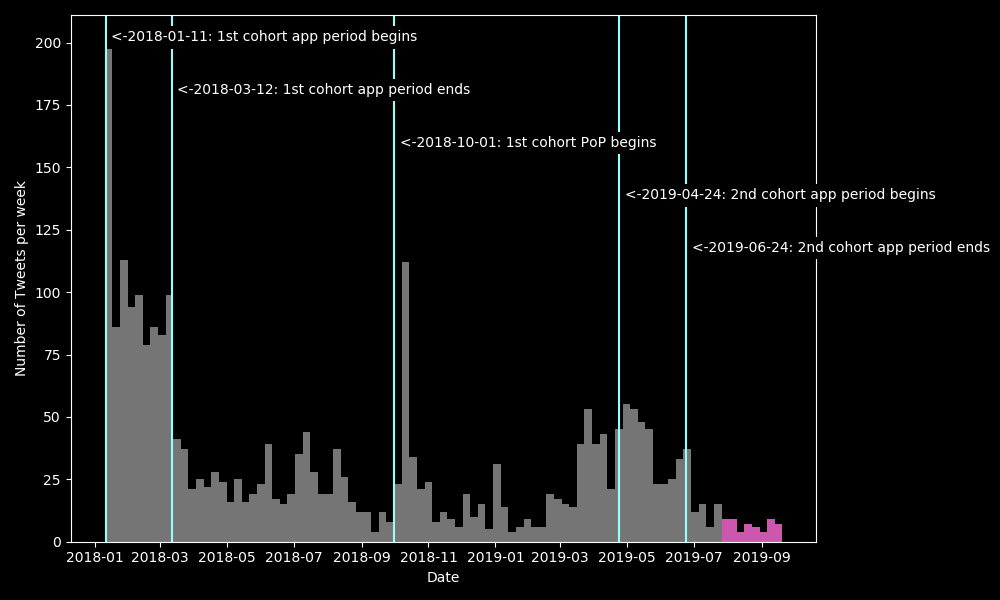 <-2018-01-11: 1st cohort app period begins
<-2018-03-12: 1st cohort app period ends
<-2018-10-01: 1st cohort PoP begins
<-2019-04-24: 2nd cohort app period begins
<-2019-06-24: 2nd cohort app period ends
Number of Tweets per week
200
175
150
125
100
75
50
25
0
2018-01 2018-03 2018-05 2018-07 2018-09 2018-11 2019-01 2019-03 2019-05 2019-07 2019-09
Date